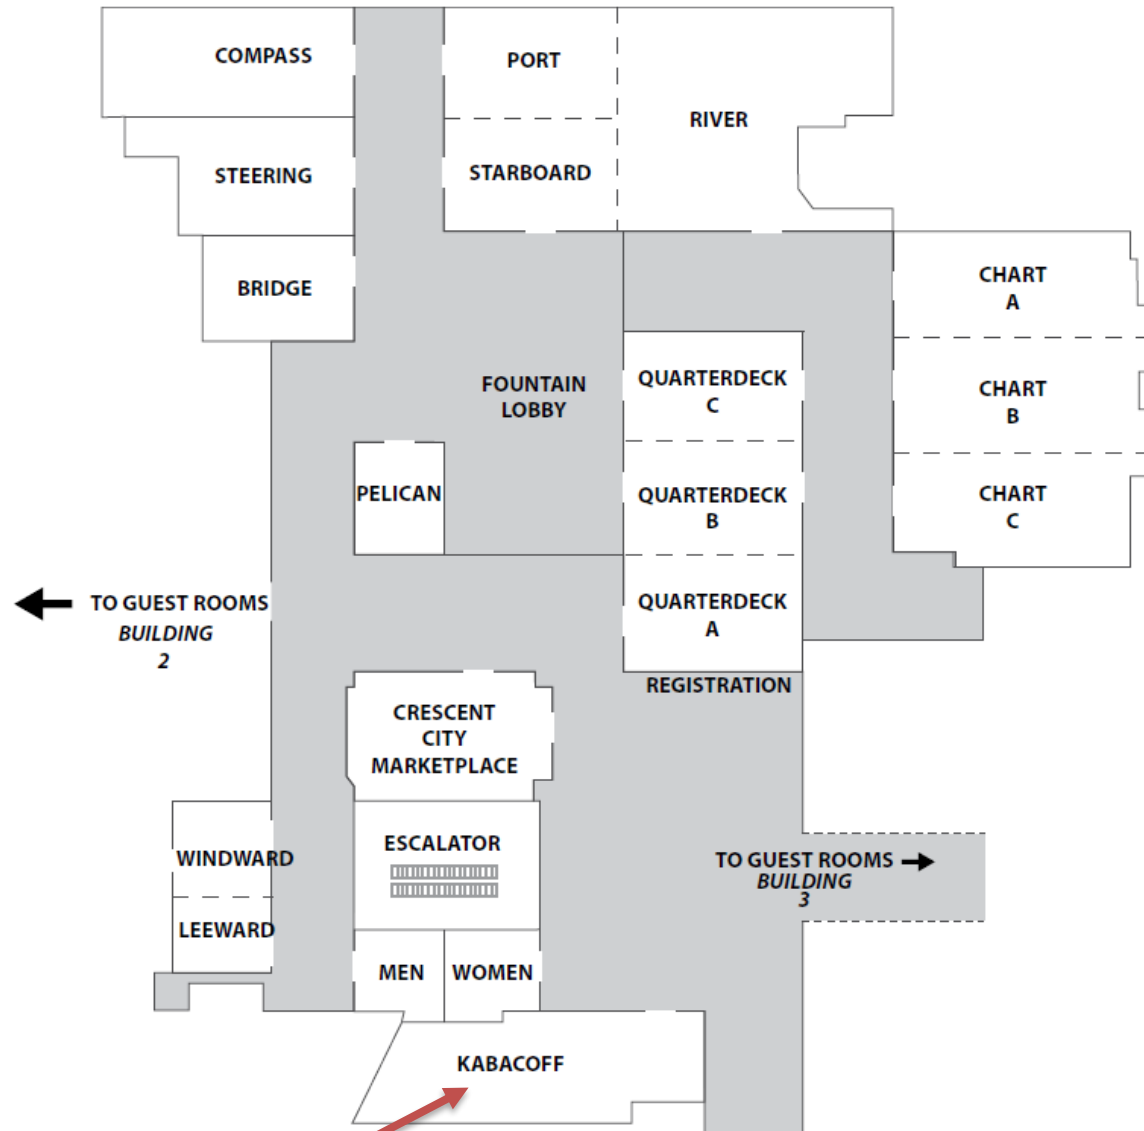 COMPASS
PORT
RIVER
STEERING
STARBOARD
BRIDGE
CHART
A
FOUNTAIN
LOBBY
QUARTERDECK
C
CHART
B
PELICAN
QUARTERDECK
B
CHART
C
TO GUEST ROOMS
BUILDING
2
QUARTERDECK
A
REGISTRATION
CRESCENT
CITY
MARKETPLACE
WINDWARD
ESCALATOR
TO GUEST ROOMS
BUILDING
3
LEEWARD
MEN
WOMEN
KABACOFF